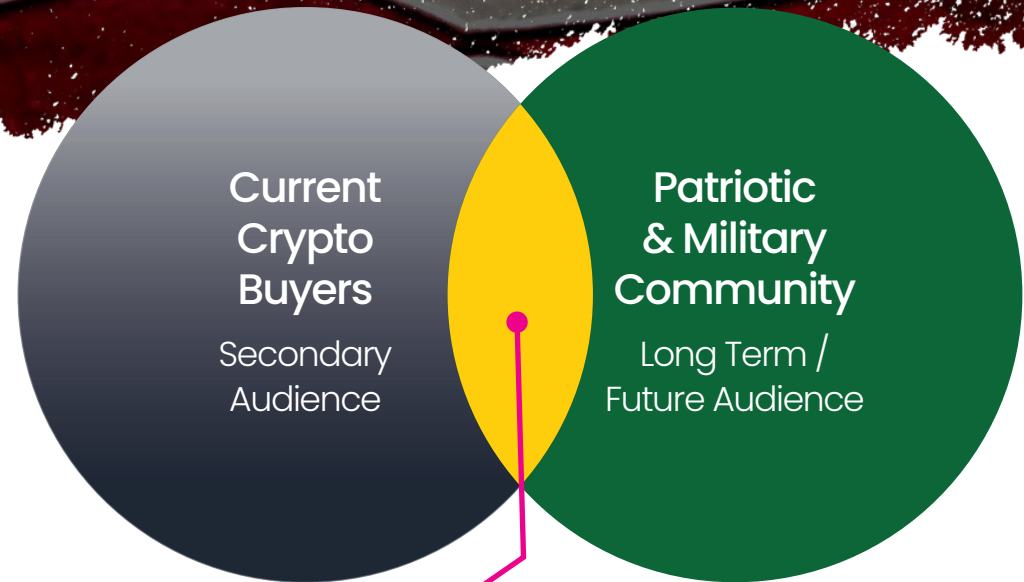 Current
Crypto
Buyers
Secondary
Audience
Patriotic
& Military
Community
Long Term /
Future Audience